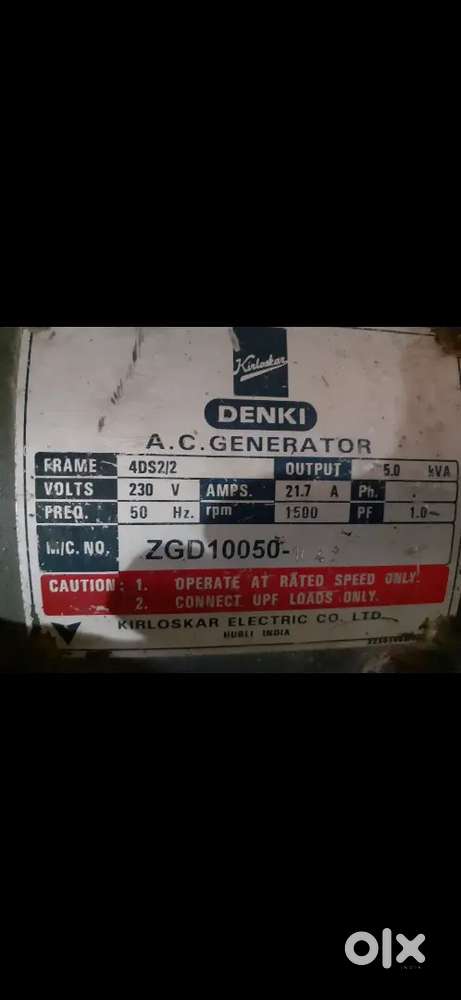 Kirloskar
DENKI
A.C.GENERATOR
FRAME 4DS2/2 OUTPUT 5.0 kVA
VOLTS 230 V AMPS. 21.7 A Ph.
FREQ. 50 Hz. rpm 1500 PF 1.0
M/C. NO. ZGD10050-
CAUTION: 1. OPERATE AT RATED SPEED ONLY.
2. CONNECT UPF LOADS ONLY.
KIRLOSKAR ELECTRIC CO. LTD.
HUBLI INDIA
olx
INDIA